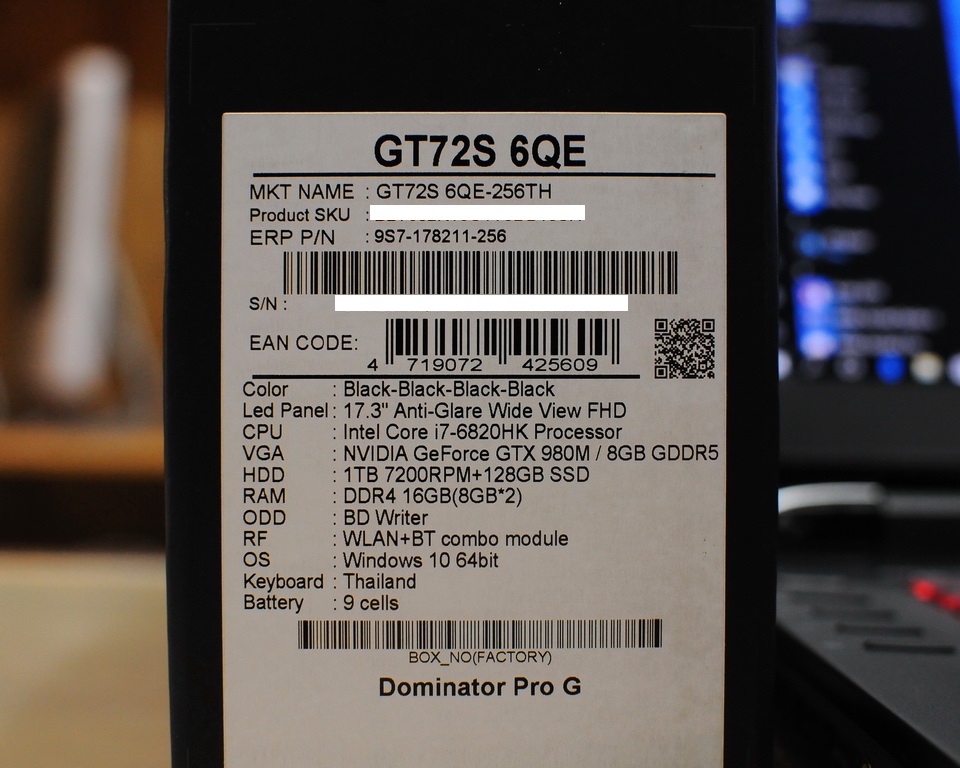 GT72S 6QE
MKT NAME : GT72S 6QE-256TH
Product SKU :
ERP P/N : 9S7-178211-256
S/N :
EAN CODE:
4 719072 425609
Color : Black-Black-Black-Black
Led Panel : 17.3" Anti-Glare Wide View FHD
CPU : Intel Core i7-6820HK Processor
VGA : NVIDIA GeForce GTX 980M / 8GB GDDR5
HDD : 1TB 7200RPM+128GB SSD
RAM : DDR4 16GB(8GB*2)
ODD : BD Writer
RF : WLAN+BT combo module
OS : Windows 10 64bit
Keyboard : Thailand
Battery : 9 cells
BOX_NO(FACTORY)
Dominator Pro G